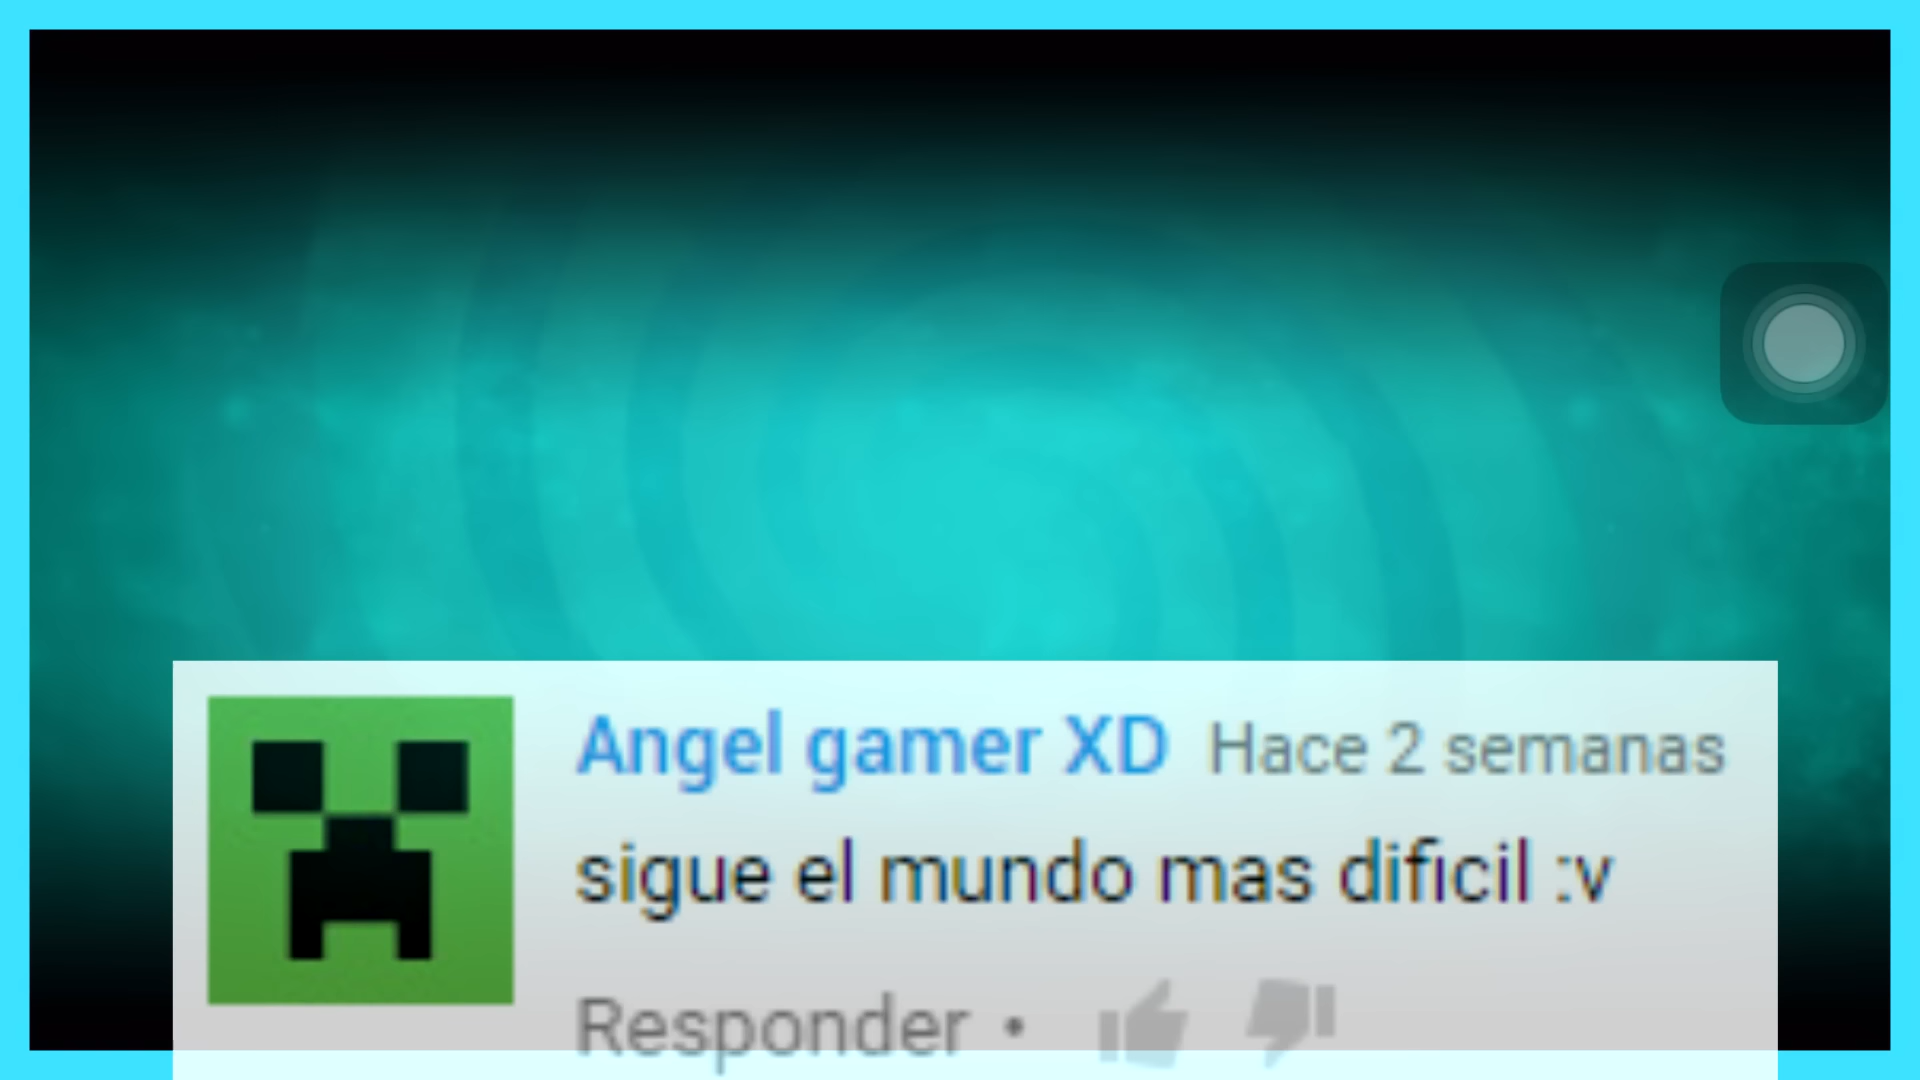 Angel gamer XD Hace 2 semanas
sigue el mundo mas dificil :v
Responder •